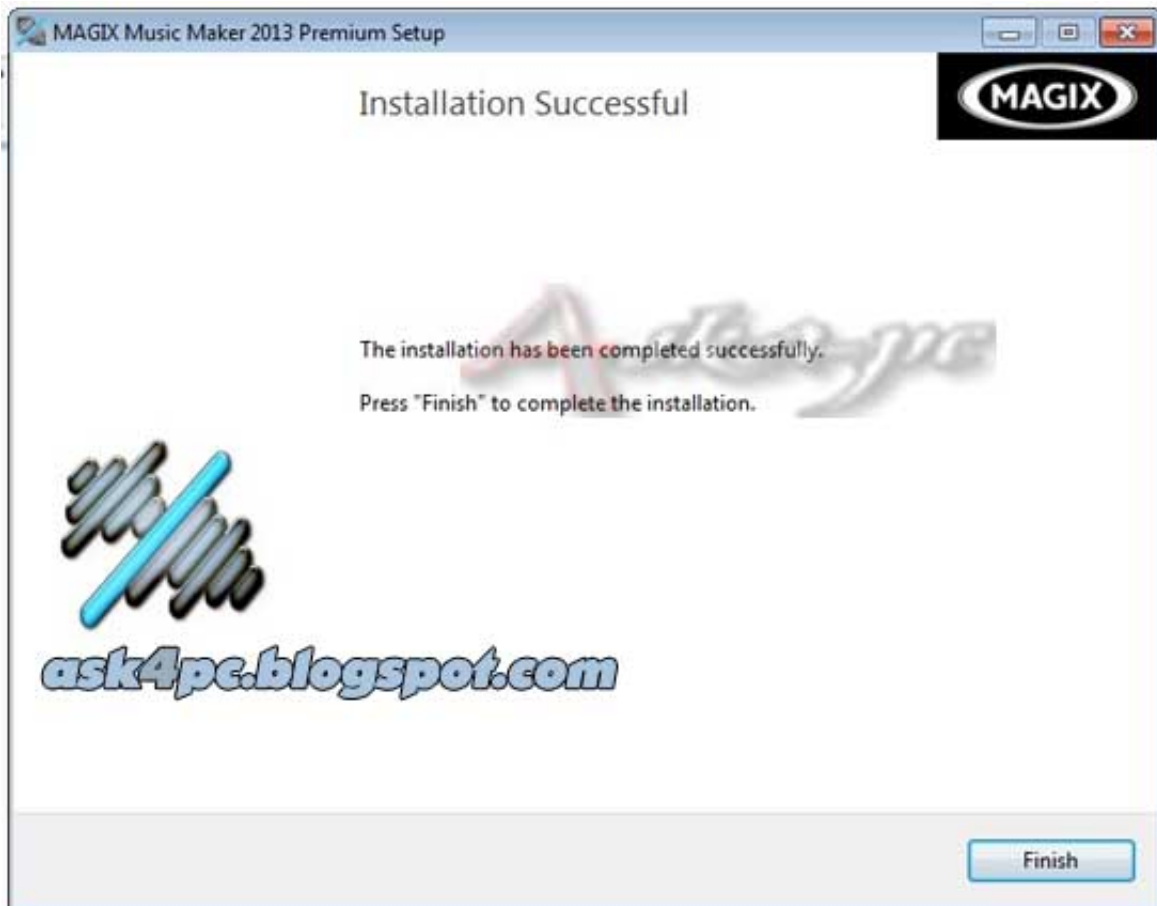 MAGIX Music Maker 2013 Premium Setup
Installation Successful
MAGIX
The installation has been completed successfully.
Press "Finish" to complete the installation.
ask4pc.blogspot.com
Finish